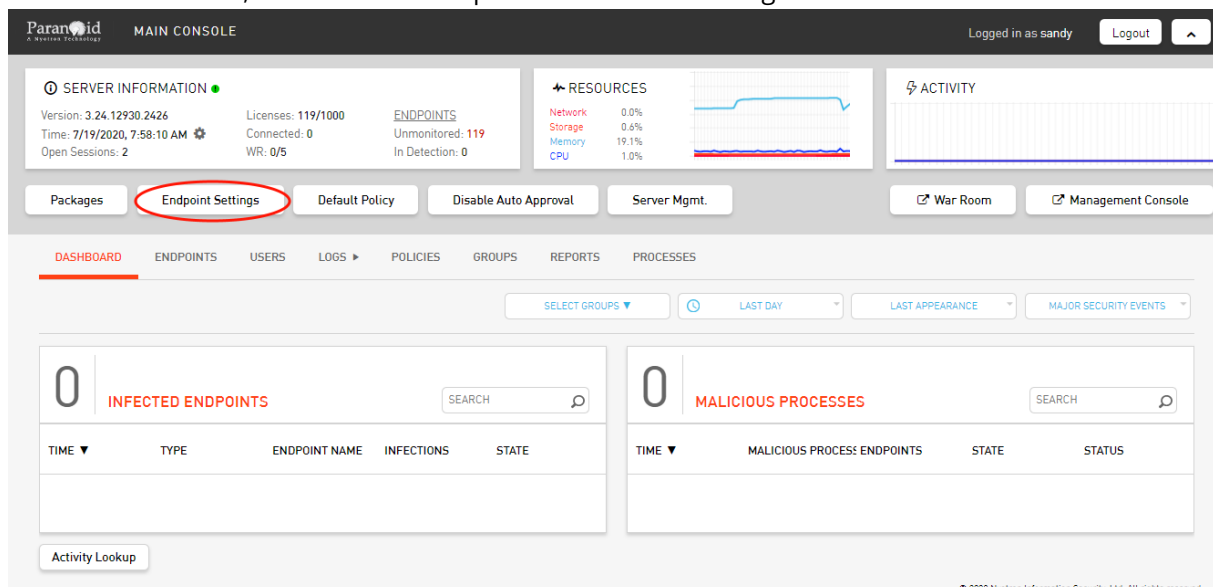 Paranoid
A Nyotron Technology
MAIN CONSOLE
Logged in as sandy
Logout
SERVER INFORMATION
Version: 3.24.12930.2426
Licenses: 119/1000
ENDPOINTS
Time: 7/19/2020, 7:58:10 AM
Connected: 0
Unmonitored: 119
Open Sessions: 2
WR: 0/5
In Detection: 0
RESOURCES
Network 0.0%
Storage 0.6%
Memory 19.1%
CPU 1.0%
ACTIVITY
Packages
Endpoint Settings
Default Policy
Disable Auto Approval
Server Mgmt.
War Room
Management Console
DASHBOARD ENDPOINTS USERS LOGS ▶ POLICIES GROUPS REPORTS PROCESSES
SELECT GROUPS ▼
LAST DAY
LAST APPEARANCE
MAJOR SECURITY EVENTS
0 INFECTED ENDPOINTS
SEARCH
TIME ▼ TYPE ENDPOINT NAME INFECTIONS STATE
0 MALICIOUS PROCESSES
SEARCH
TIME ▼ MALICIOUS PROCES ENDPOINTS STATE STATUS
Activity Lookup